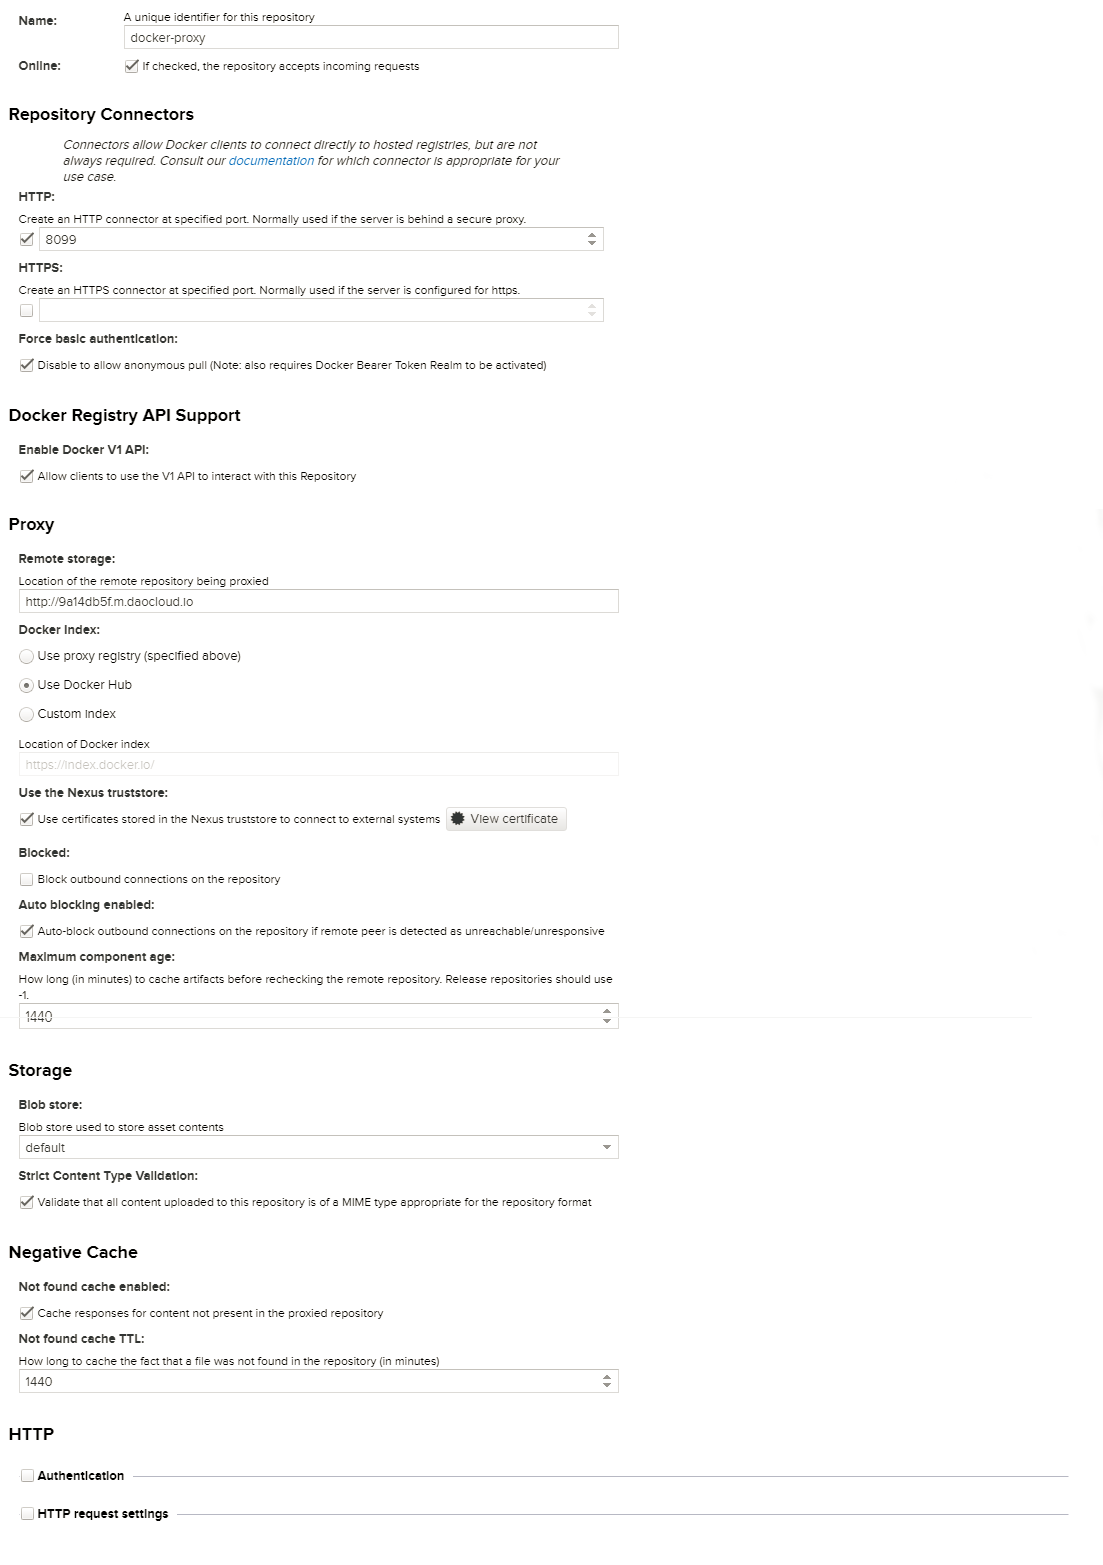 Name:
A unique identifier for this repository
docker-proxy
Online:
If checked, the repository accepts incoming requests
Repository Connectors
Connectors allow Docker clients to connect directly to hosted registries, but are not
always required. Consult our documentation for which connector is appropriate for your
use case.
HTTP:
Create an HTTP connector at specified port. Normally used if the server is behind a secure proxy.
8099
HTTPS:
Create an HTTPS connector at specified port. Normally used if the server is configured for https.
Force basic authentication:
Disable to allow anonymous pull (Note: also requires Docker Bearer Token Realm to be activated)
Docker Registry API Support
Enable Docker V1 API:
Allow clients to use the V1 API to interact with this Repository
Proxy
Remote storage:
Location of the remote repository being proxied
http://9a14db5f.m.daocloud.io
Docker Index:
Use proxy registry (specified above)
Use Docker Hub
Custom index
Location of Docker index
https://index.docker.io/
Use the Nexus truststore:
Use certificates stored in the Nexus truststore to connect to external systems
View certificate
Blocked:
Block outbound connections on the repository
Auto blocking enabled:
Auto-block outbound connections on the repository if remote peer is detected as unreachable/unresponsive
Maximum component age:
How long (in minutes) to cache artifacts before rechecking the remote repository. Release repositories should use
-1.
1440
Storage
Blob store:
Blob store used to store asset contents
default
Strict Content Type Validation:
Validate that all content uploaded to this repository is of a MIME type appropriate for the repository format
Negative Cache
Not found cache enabled:
Cache responses for content not present in the proxied repository
Not found cache TTL:
How long to cache the fact that a file was not found in the repository (in minutes)
1440
HTTP
Authentication
HTTP request settings